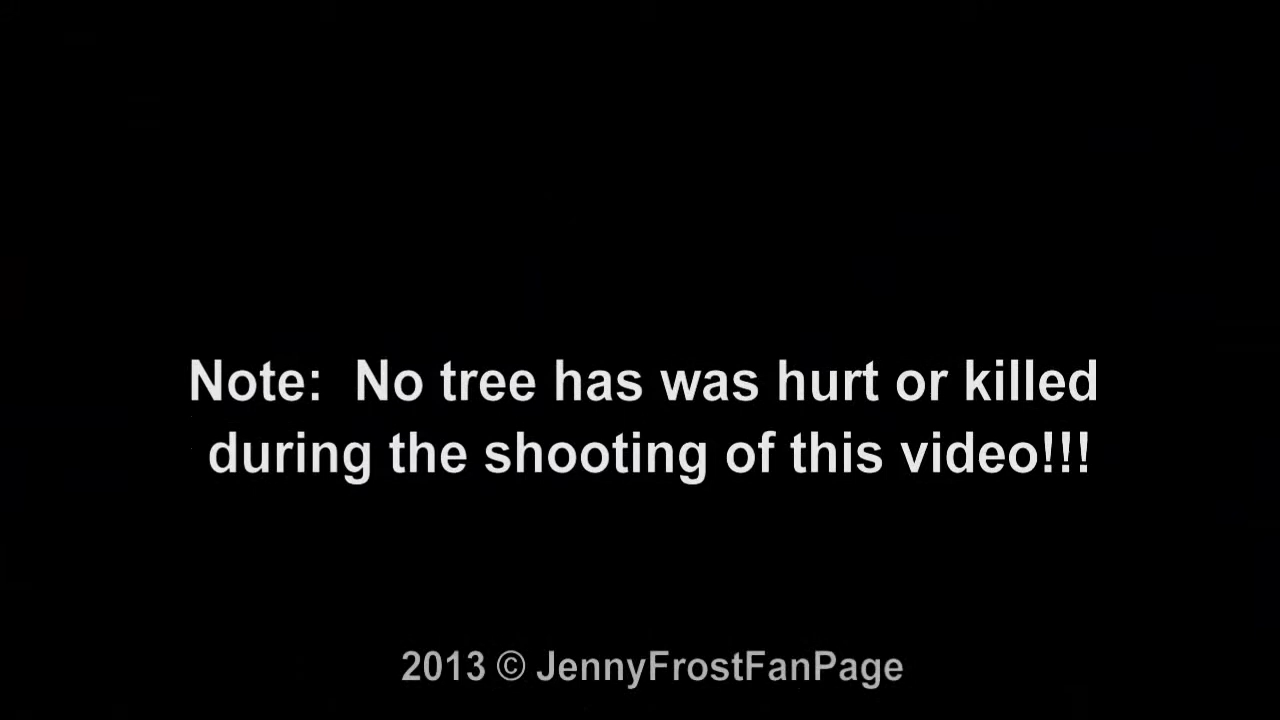 Note:  No tree has was hurt or killed
during the shooting of this video!!!
2013 © JennyFrostFanPage